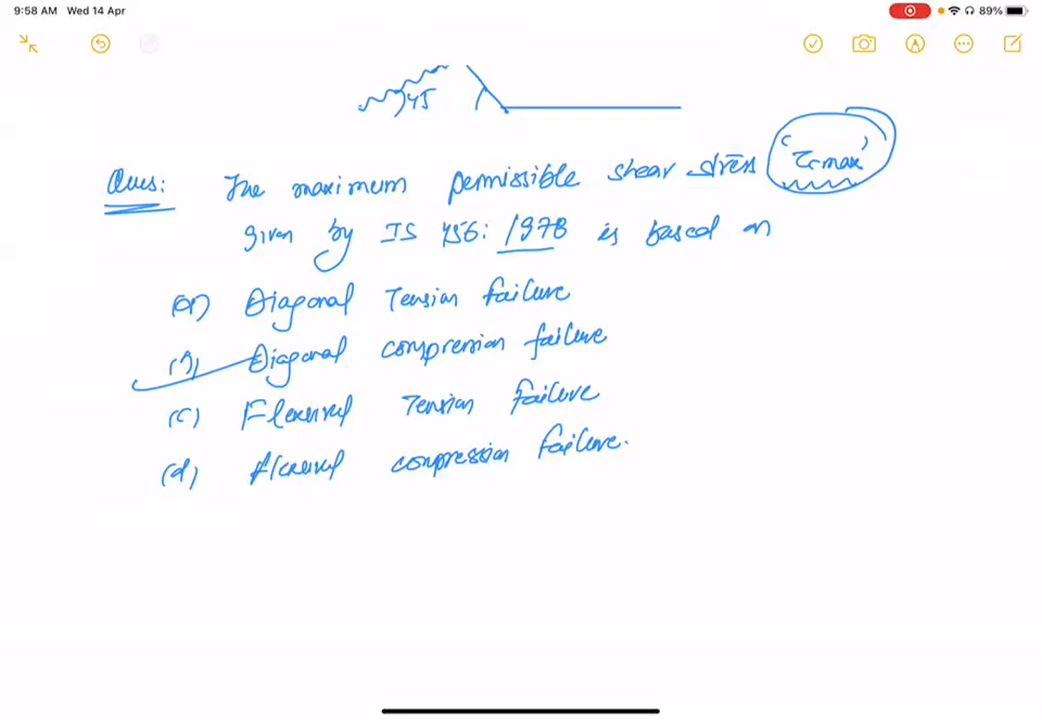 9:58 AM Wed 14 Apr
89%
45
Ques: The maximum permissible shear stress 'τcmax'
given by IS 456: 1978 is based on
(a) Diagonal Tension failure
(b) Diagonal compression failure
(c) Flexural Tension failure
(d) flexural compression failure.